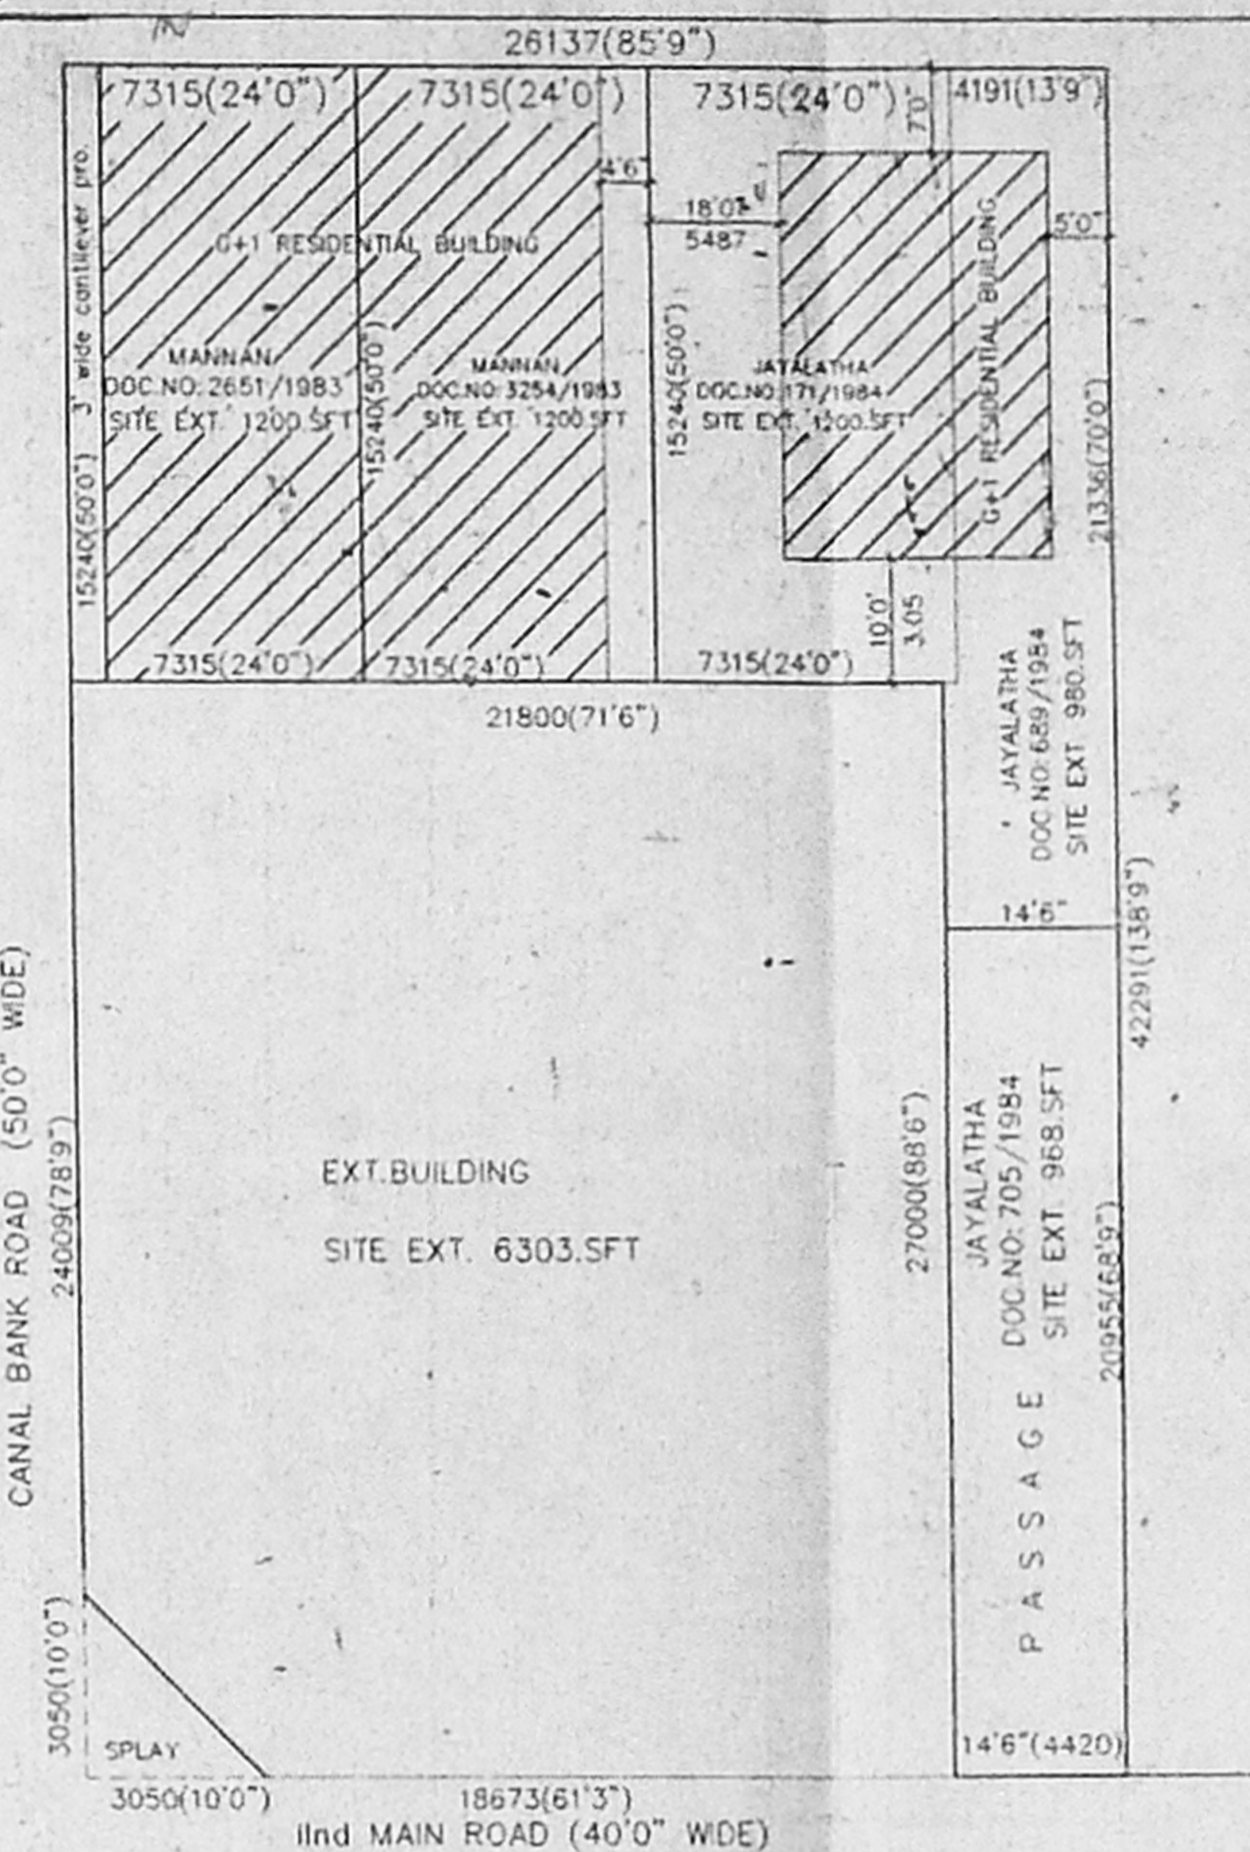 26137(85'9")
7315(24'0")
7315(24'0")
7315(24'0")
4191(13'9")
7'0"
4'6"
18'0"
5487
5'0"
3' wide cantilever pro.
15240(50'0")
G+1 RESIDENTIAL BUILDING
MANNAN
DOC.NO:2651/1983
SITE EXT. 1200.SFT
15240(50'0")
MANNAN
DOC.NO:3254/1983
SITE EXT. 1200.SFT
15240(50'0")
JAYALATHA
DOC.NO:171/1984
SITE EXT. 1200.SFT
G+1 RESIDENTIAL BUILDING
21336(70'0")
7315(24'0")
7315(24'0")
7315(24'0")
10'0"
3.05
21800(71'6")
JAYALATHA
DOC NO:689/1984
SITE EXT 980.SFT
14'6"
42291(138'9")
CANAL BANK ROAD (50'0" WIDE)
24009(78'9")
EXT.BUILDING
SITE EXT. 6303.SFT
27000(88'6")
JAYALATHA
DOC.NO:705/1984
SITE EXT. 968.SFT
PASSAGE
20955(68'9")
3050(10'0")
SPLAY
14'6"(4420)
3050(10'0")
18673(61'3")
IInd MAIN ROAD (40'0" WIDE)